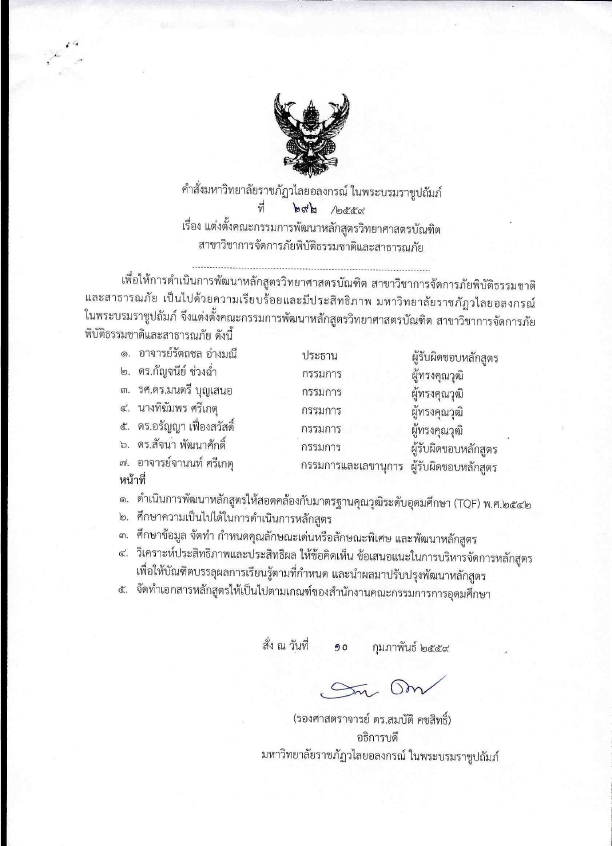 คำสั่งมหาวิทยาลัยราชภัฏวไลยอลงกรณ์ ในพระบรมราชูปถัมภ์
ที่ ๒๙๒ /๒๕๕๙
เรื่อง แต่งตั้งคณะกรรมการพัฒนาหลักสูตรวิทยาศาสตรบัณฑิต
สาขาวิชาการจัดการภัยพิบัติธรรมชาติและสาธารณภัย
เพื่อให้การดำเนินการพัฒนาหลักสูตรวิทยาศาสตรบัณฑิต สาขาวิชาการจัดการภัยพิบัติธรรมชาติ
และสาธารณภัย เป็นไปด้วยความเรียบร้อยและมีประสิทธิภาพ มหาวิทยาลัยราชภัฏวไลยอลงกรณ์
ในพระบรมราชูปถัมภ์ จึงแต่งตั้งคณะกรรมการพัฒนาหลักสูตรวิทยาศาสตรบัณฑิต สาขาวิชาการจัดการภัย
พิบัติธรรมชาติและสาธารณภัย ดังนี้
๑. อาจารย์รัตถชล อ่างมณี ประธาน ผู้รับผิดชอบหลักสูตร
๒. ดร.กัญจนีย์ ช่วงฉ่ำ กรรมการ ผู้ทรงคุณวุฒิ
๓. รศ.ดร.มนตรี บุญเสนอ กรรมการ ผู้ทรงคุณวุฒิ
๔. นางทิฆัมพร ศรีเกตุ กรรมการ ผู้ทรงคุณวุฒิ
๕. ดร.อรัญญา เฟื่องสวัสดิ์ กรรมการ ผู้ทรงคุณวุฒิ
๖. ดร.สัจนา พัฒนาศักดิ์ กรรมการ ผู้รับผิดชอบหลักสูตร
๗. อาจารย์จานนท์ ศรีเกตุ กรรมการและเลขานุการ ผู้รับผิดชอบหลักสูตร
หน้าที่
๑. ดำเนินการพัฒนาหลักสูตรให้สอดคล้องกับมาตรฐานคุณวุฒิระดับอุดมศึกษา (TQF) พ.ศ.๒๕๕๒
๒. ศึกษาความเป็นไปได้ในการดำเนินการหลักสูตร
๓. ศึกษาข้อมูล จัดทำ กำหนดคุณลักษณะเด่นหรือลักษณะพิเศษ และพัฒนาหลักสูตร
๔. วิเคราะห์ประสิทธิภาพและประสิทธิผล ให้ข้อคิดเห็น ข้อเสนอแนะในการบริหารจัดการหลักสูตร
เพื่อให้บัณฑิตบรรลุผลการเรียนรู้ตามที่กำหนด และนำผลมาปรับปรุงพัฒนาหลักสูตร
๕. จัดทำเอกสารหลักสูตรให้เป็นไปตามเกณฑ์ของสำนักงานคณะกรรมการการอุดมศึกษา
สั่ง ณ วันที่ ๑๐ กุมภาพันธ์ ๒๕๕๙
(รองศาสตราจารย์ ดร.สมบัติ คชสิทธิ์)
อธิการบดี
มหาวิทยาลัยราชภัฏวไลยอลงกรณ์ ในพระบรมราชูปถัมภ์